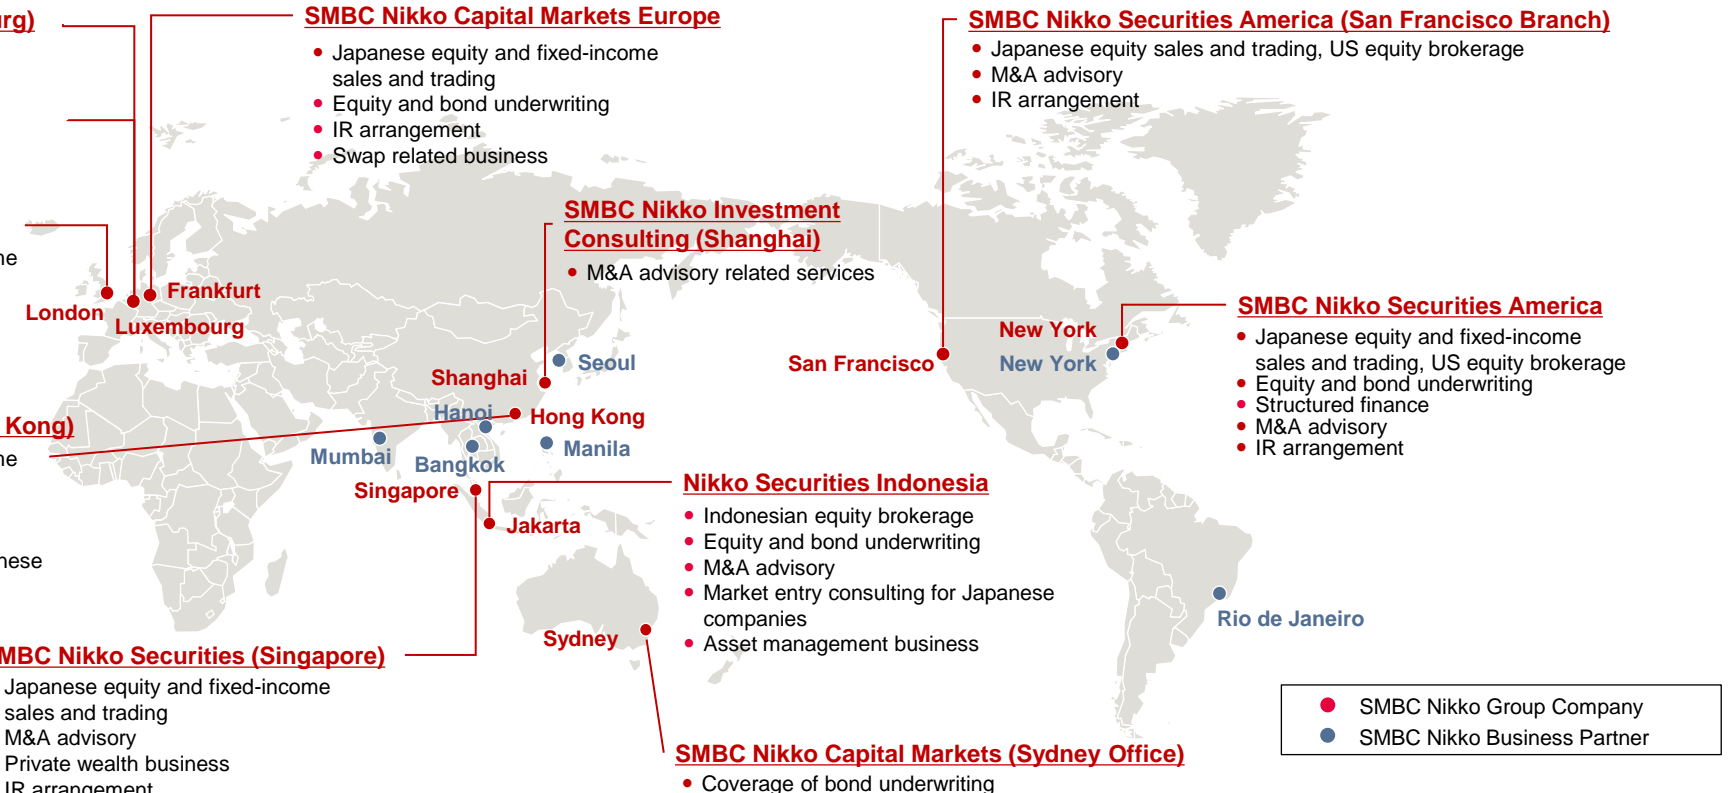 SMBC Nikko Capital Markets Europe
Japanese equity and fixed-income
sales and trading
Equity and bond underwriting
IR arrangement
Swap related business
SMBC Nikko Securities America (San Francisco Branch)
Japanese equity sales and trading, US equity brokerage
M&A advisory
IR arrangement
SMBC Nikko Investment
Consulting (Shanghai)
M&A advisory related services
London
Frankfurt
Luxembourg
SMBC Nikko Securities America
Japanese equity and fixed-income
sales and trading, US equity brokerage
Equity and bond underwriting
Structured finance
M&A advisory
IR arrangement
New York
New York
San Francisco
Seoul
Shanghai
Hanoi
Hong Kong
Kong)
Mumbai
Bangkok
Manila
Singapore
Jakarta
Nikko Securities Indonesia
Indonesian equity brokerage
Equity and bond underwriting
M&A advisory
Market entry consulting for Japanese
companies
Asset management business
Rio de Janeiro
Sydney
Nikko Securities (Singapore)
Japanese equity and fixed-income
sales and trading
M&A advisory
Private wealth business
IR arrangement
SMBC Nikko Capital Markets (Sydney Office)
Coverage of bond underwriting
SMBC Nikko Group Company
SMBC Nikko Business Partner